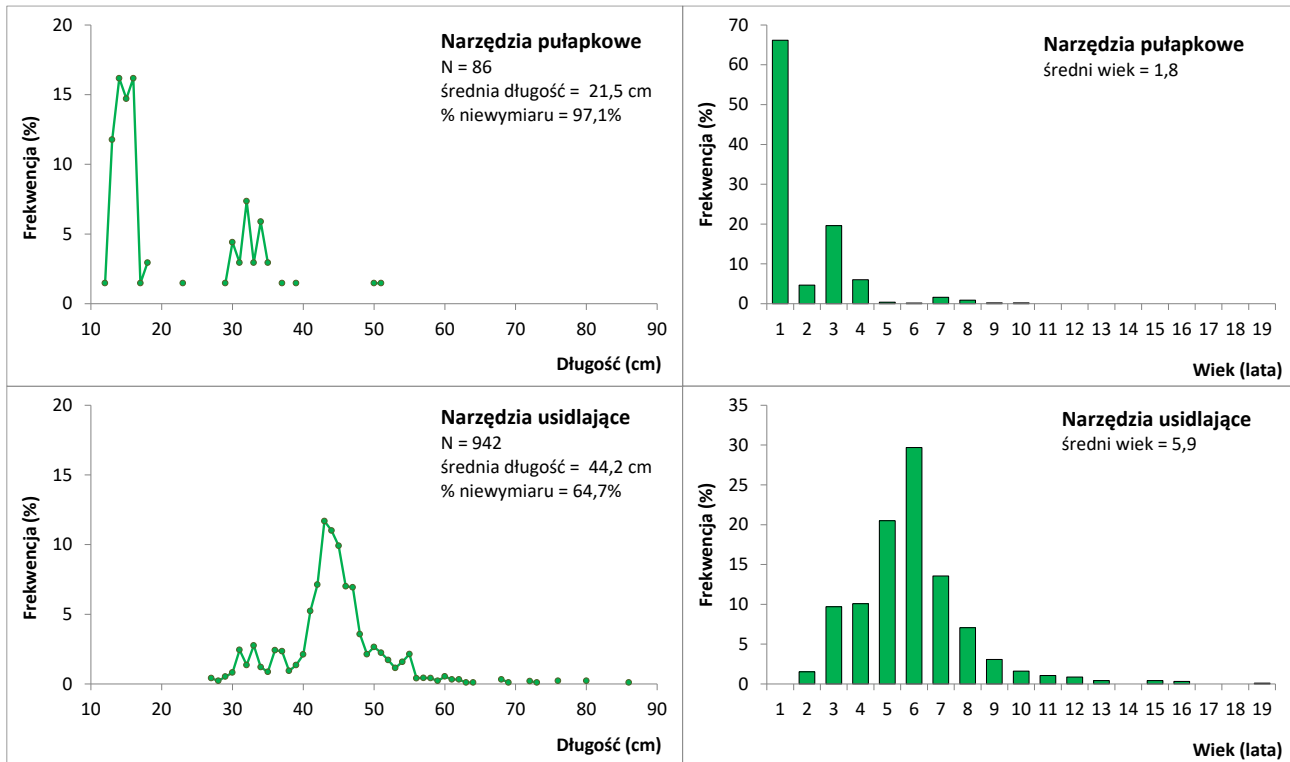 Narzędzia pułapkowe
N = 86
średnia długość = 21,5 cm
% niewymiaru = 97,1%
Frekwencja (%)
20
15
10
5
0
10 20 30 40 50 60 70 80 90
Długość (cm)
Narzędzia pułapkowe
średni wiek = 1,8
Frekwencja (%)
70
60
50
40
30
20
10
0
1 2 3 4 5 6 7 8 9 10 11 12 13 14 15 16 17 18 19
Wiek (lata)
Narzędzia usidlające
N = 942
średnia długość = 44,2 cm
% niewymiaru = 64,7%
Frekwencja (%)
20
15
10
5
0
10 20 30 40 50 60 70 80 90
Długość (cm)
Narzędzia usidlające
średni wiek = 5,9
Frekwencja (%)
35
30
25
20
15
10
5
0
1 2 3 4 5 6 7 8 9 10 11 12 13 14 15 16 17 18 19
Wiek (lata)